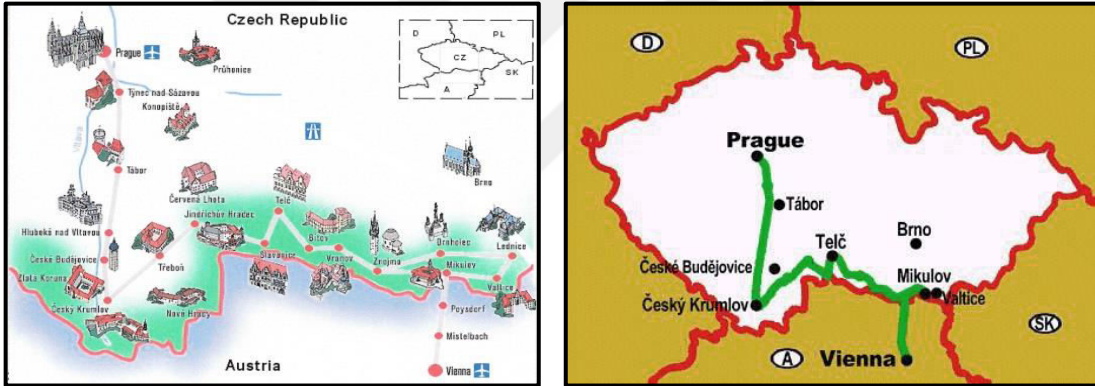 Czech Republic
D
PL
CZ
SK
A
Prague
Průhonice
Týnec nad-Sázavou
Konopiště
Vltava
Tábor
Brno
Červená Lhota
Telč
Jindřichův Hradec
Hluboká nad Vltavou
Bítov
Drnholec
Lednice
České Budějovice
Slavonice
Vranov
Znojmo
Mikulov
Zlatá Koruna
Třeboň
Valtice
Český Krumlov
Nové Hrady
Poysdorf
Mistelbach
Austria
Vienna
D
PL
Prague
Tábor
Telč
Brno
České Budějovice
Mikulov
Valtice
Český Krumlov
SK
A
Vienna